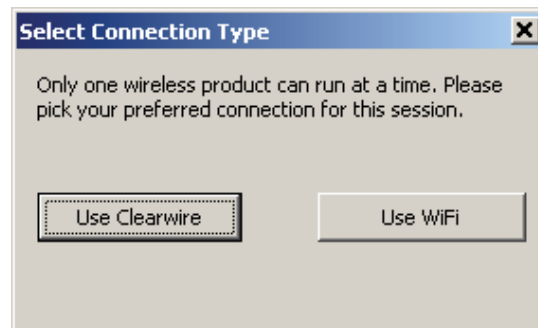 Select Connection Type
Only one wireless product can run at a time. Please
pick your preferred connection for this session.
Use Clearwire
Use WiFi